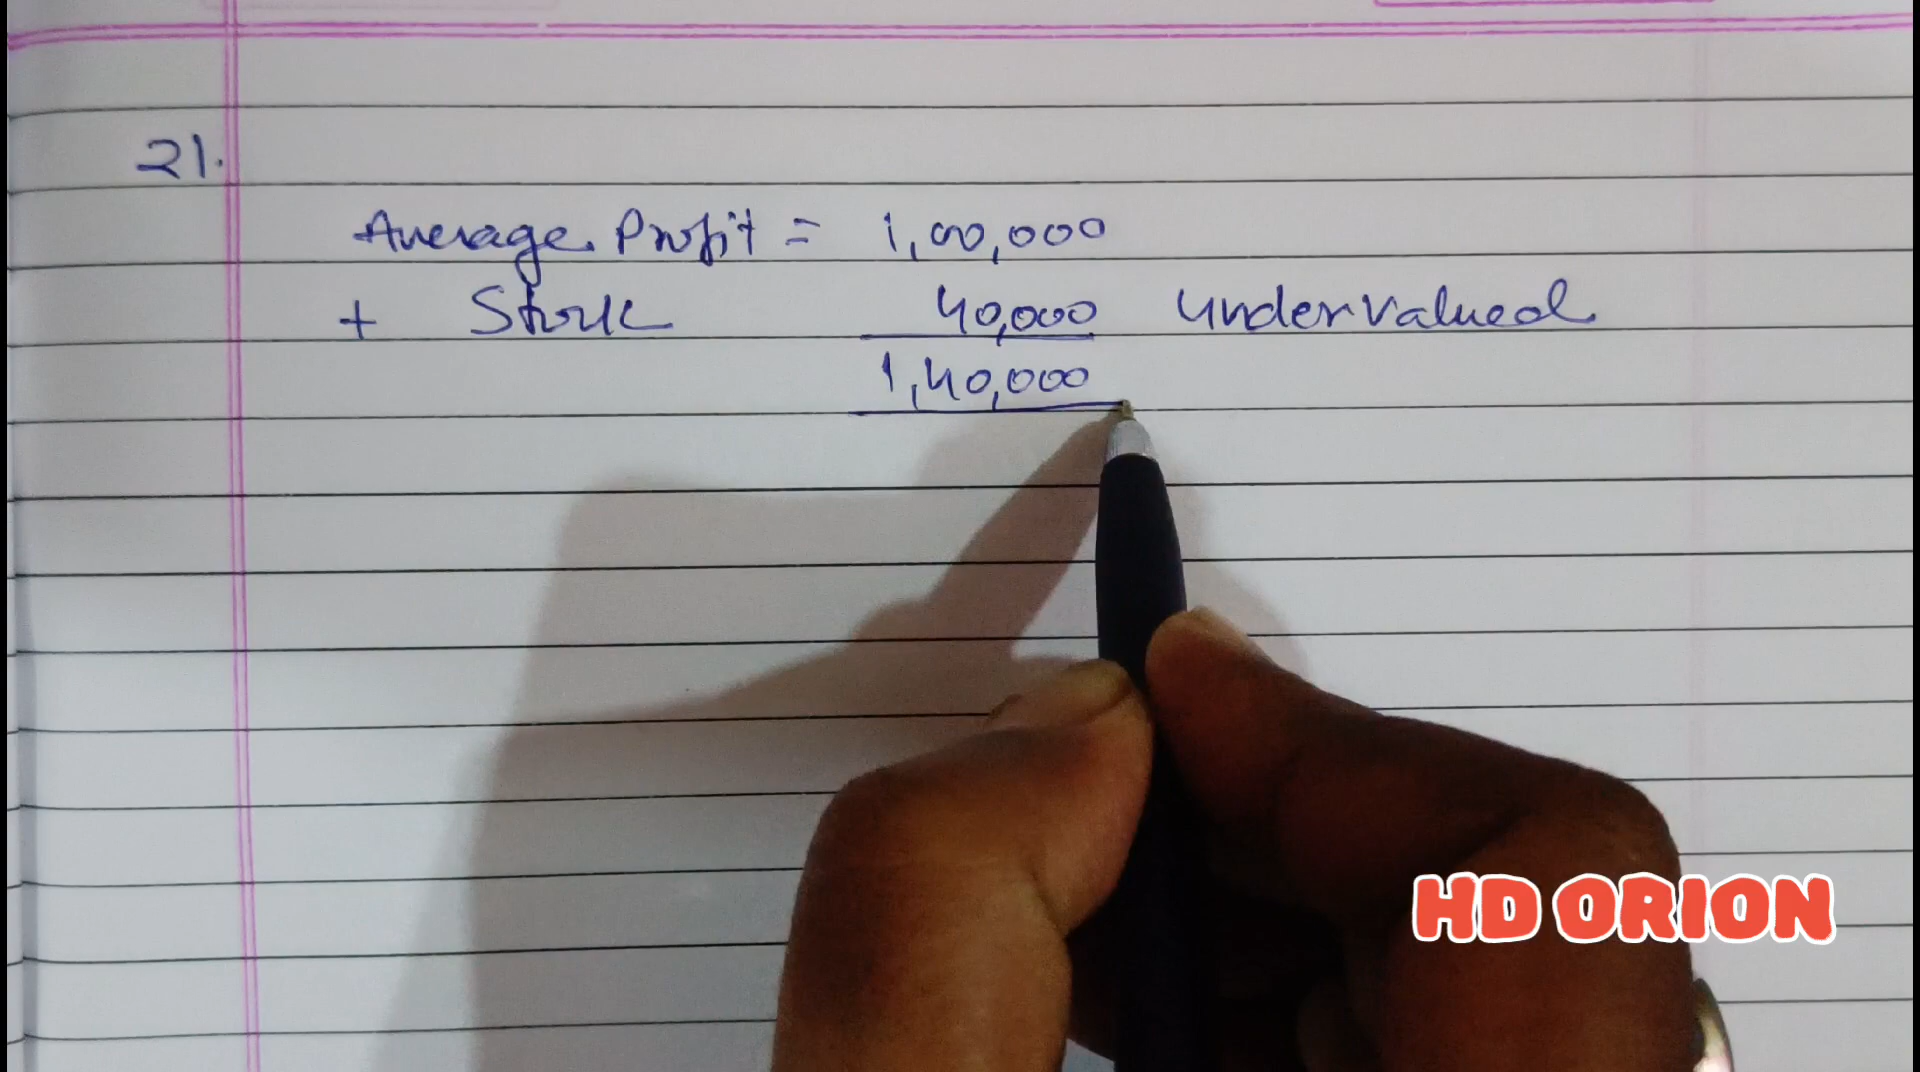 21.
Average Profit = 1,00,000
+ Stock 40,000 undervalued
1,40,000
HD ORION